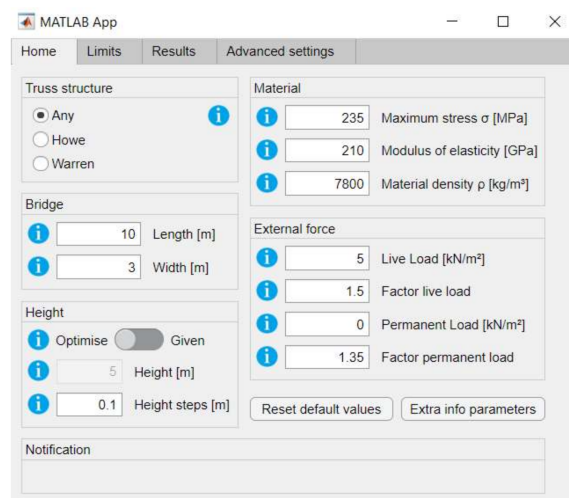 MATLAB App
Home Limits Results Advanced settings
Truss structure
Any
Howe
Warren
Bridge
10 Length [m]
3 Width [m]
Height
Optimise Given
5 Height [m]
0.1 Height steps [m]
Material
235 Maximum stress σ [MPa]
210 Modulus of elasticity [GPa]
7800 Material density ρ [kg/m³]
External force
5 Live Load [kN/m²]
1.5 Factor live load
0 Permanent Load [kN/m²]
1.35 Factor permanent load
Reset default values Extra info parameters
Notification